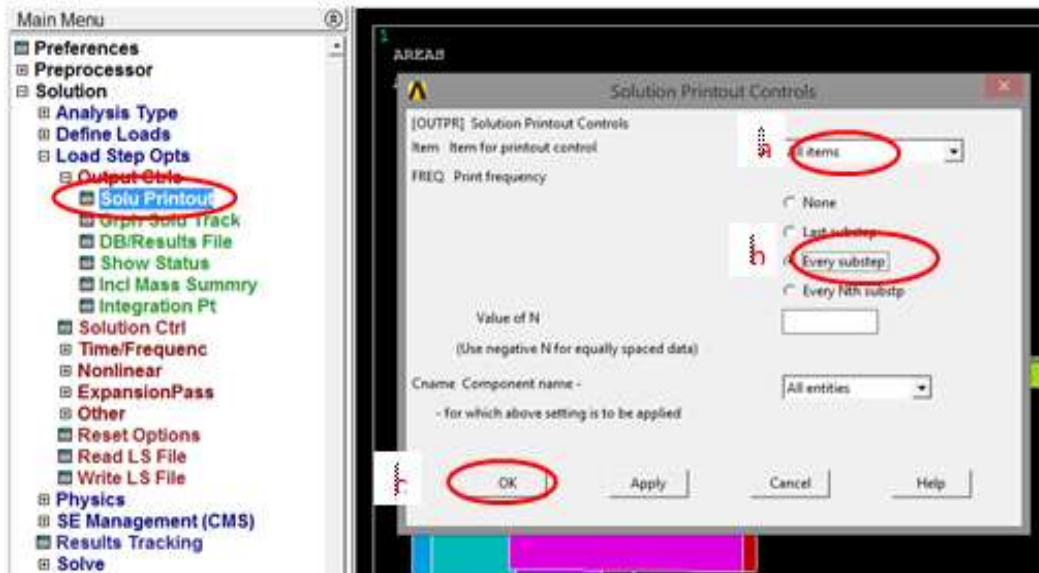 Main Menu
Preferences
Preprocessor
Solution
Analysis Type
Define Loads
Load Step Opts
Output Ctrls
Solu Printout
Grph Solu Track
DB/Results File
Show Status
Incl Mass Summry
Integration Pt
Solution Ctrl
Time/Frequenc
Nonlinear
ExpansionPass
Other
Reset Options
Read LS File
Write LS File
Physics
SE Management (CMS)
Results Tracking
Solve
1
AREAS
Solution Printout Controls
[OUTPR] Solution Printout Controls
Item Item for printout control
All items
FREQ Print frequency
None
Last substep
Every substep
Every Nth substp
Value of N
(Use negative N for equally spaced data)
Cname Component name -
All entities
- for which above setting is to be applied
OK
Apply
Cancel
Help